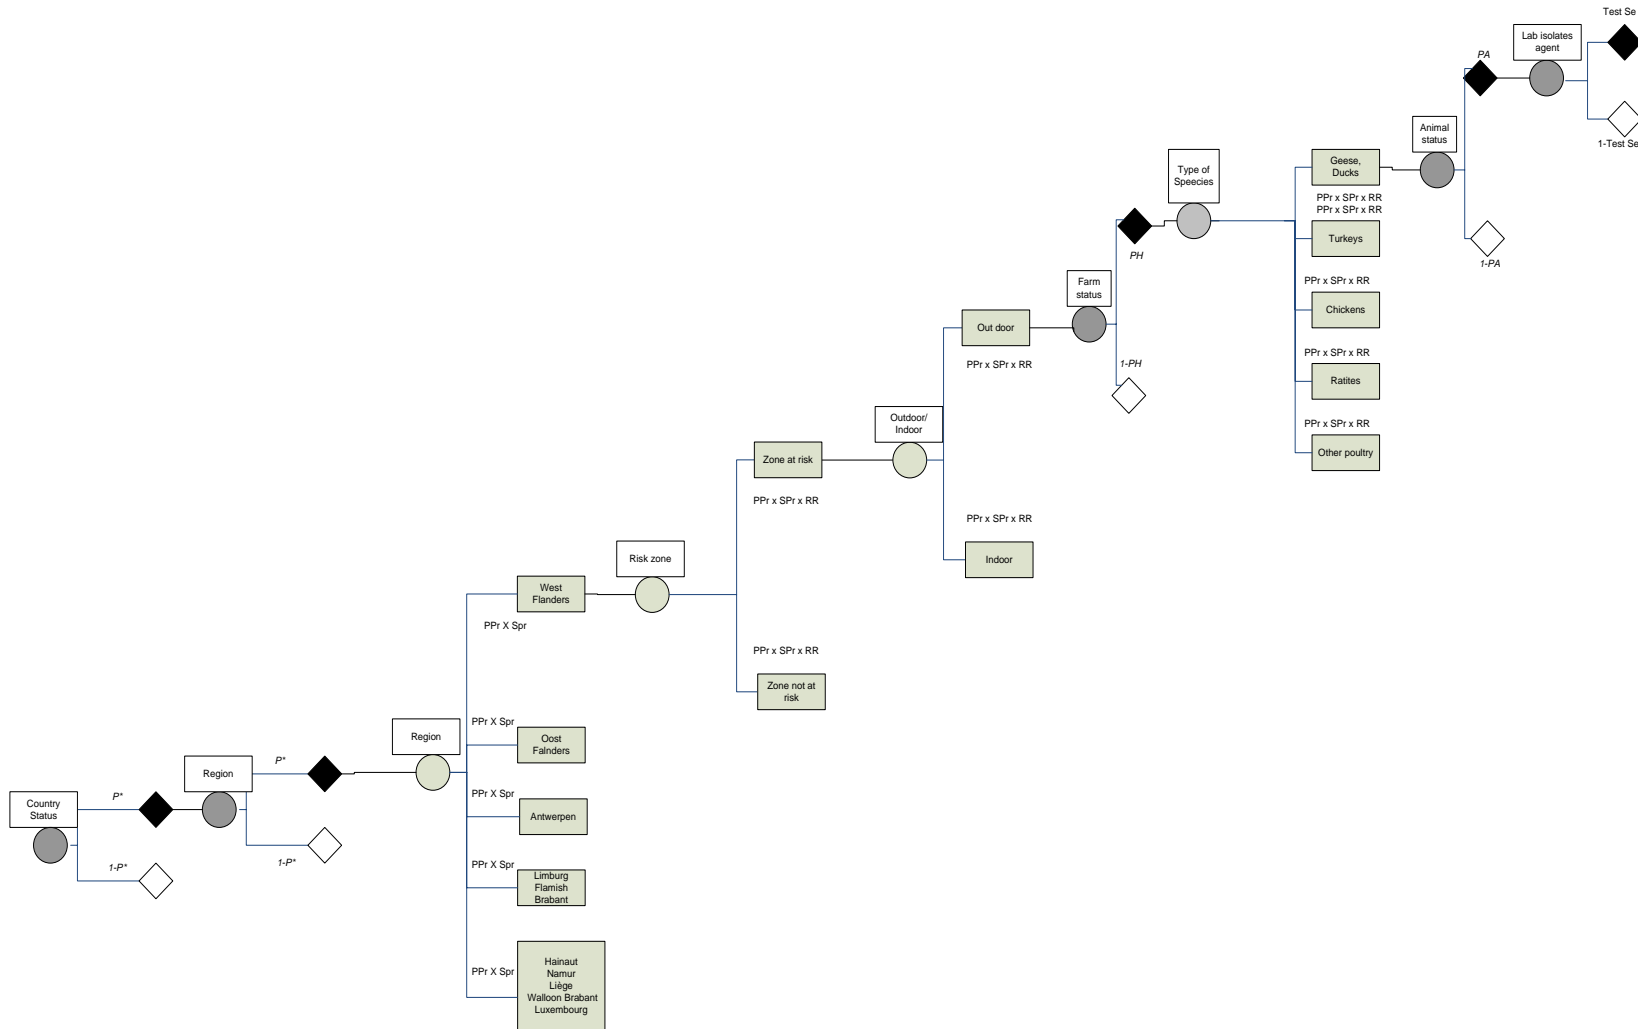 Test Se
Lab isolates
agent
PA
1-Test Se
Animal
status
Type of
Speecies
Geese,
Ducks
PPr x SPr x RR
PPr x SPr x RR
Turkeys
1-PA
PH
Farm
status
PPr x SPr x RR
Chickens
Out door
PPr x SPr x RR
1-PH
PPr x SPr x RR
Ratites
Outdoor/
Indoor
PPr x SPr x RR
Other poultry
Zone at risk
PPr x SPr x RR
PPr x SPr x RR
Indoor
Risk zone
West
Flanders
PPr X Spr
PPr x SPr x RR
Zone not at
risk
Region
PPr X Spr
Oost
Falnders
P*
Region
P*
Country
Status
PPr X Spr
Antwerpen
1-P*
1-P*
PPr X Spr
Limburg
Flamish
Brabant
PPr X Spr
Hainaut
Namur
Liège
Walloon Brabant
Luxembourg